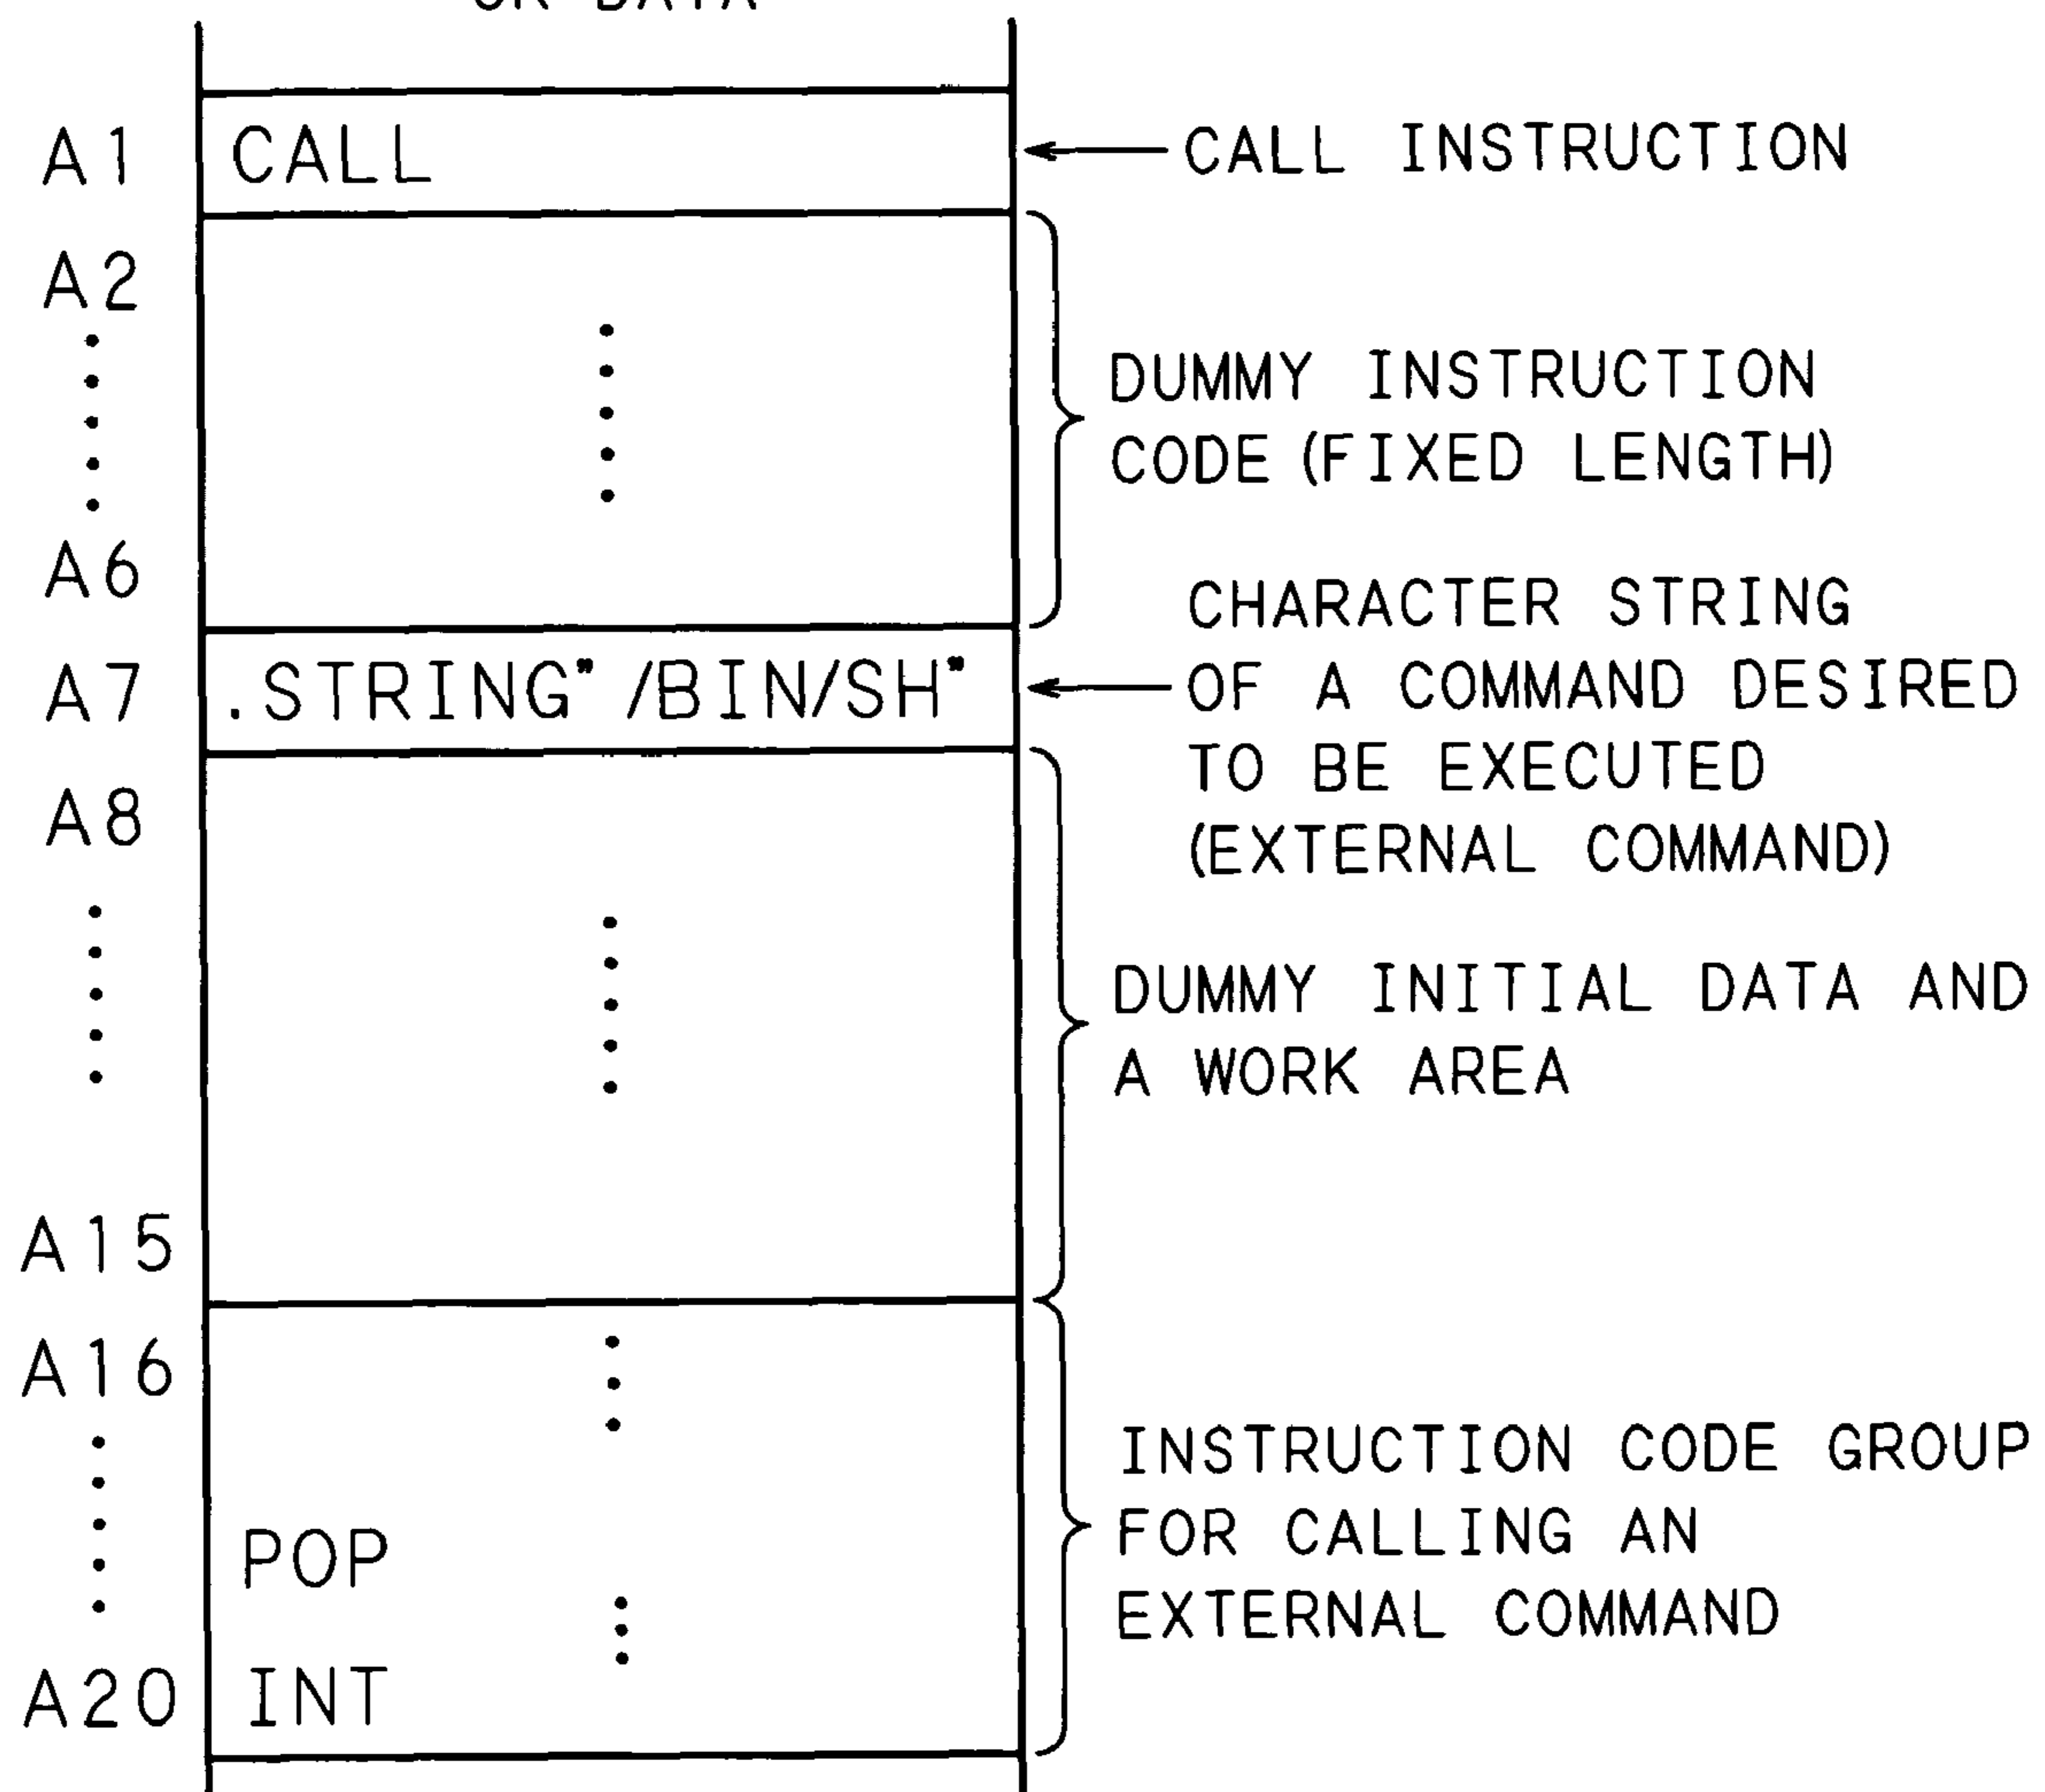 OR DATA
A1 CALL CALL INSTRUCTION
A2
DUMMY INSTRUCTION
CODE (FIXED LENGTH)
A6
CHARACTER STRING
A7 .STRING"/BIN/SH" OF A COMMAND DESIRED
TO BE EXECUTED
A8 (EXTERNAL COMMAND)
DUMMY INITIAL DATA AND
A WORK AREA
A15
A16
INSTRUCTION CODE GROUP
POP FOR CALLING AN
EXTERNAL COMMAND
A20 INT